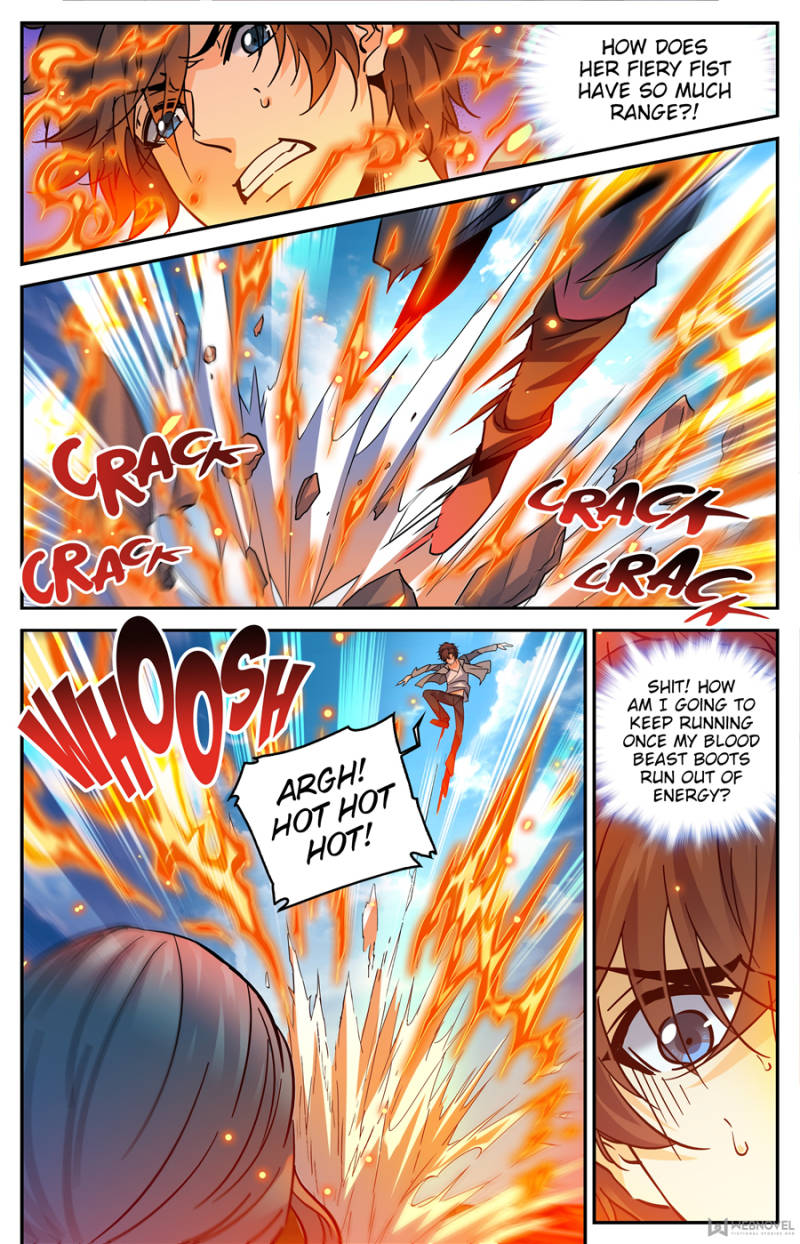 HOW DOES
HER FIERY FIST
HAVE SO MUCH
RANGE?!
CRACK
CRACK
CRACK
CRACK
WHOOSH
ARGH!
HOT HOT
HOT!
SHIT! HOW
AM I GOING TO
KEEP RUNNING
ONCE MY BLOOD
BEAST BOOTS
RUN OUT OF
ENERGY?
WEBNOVEL